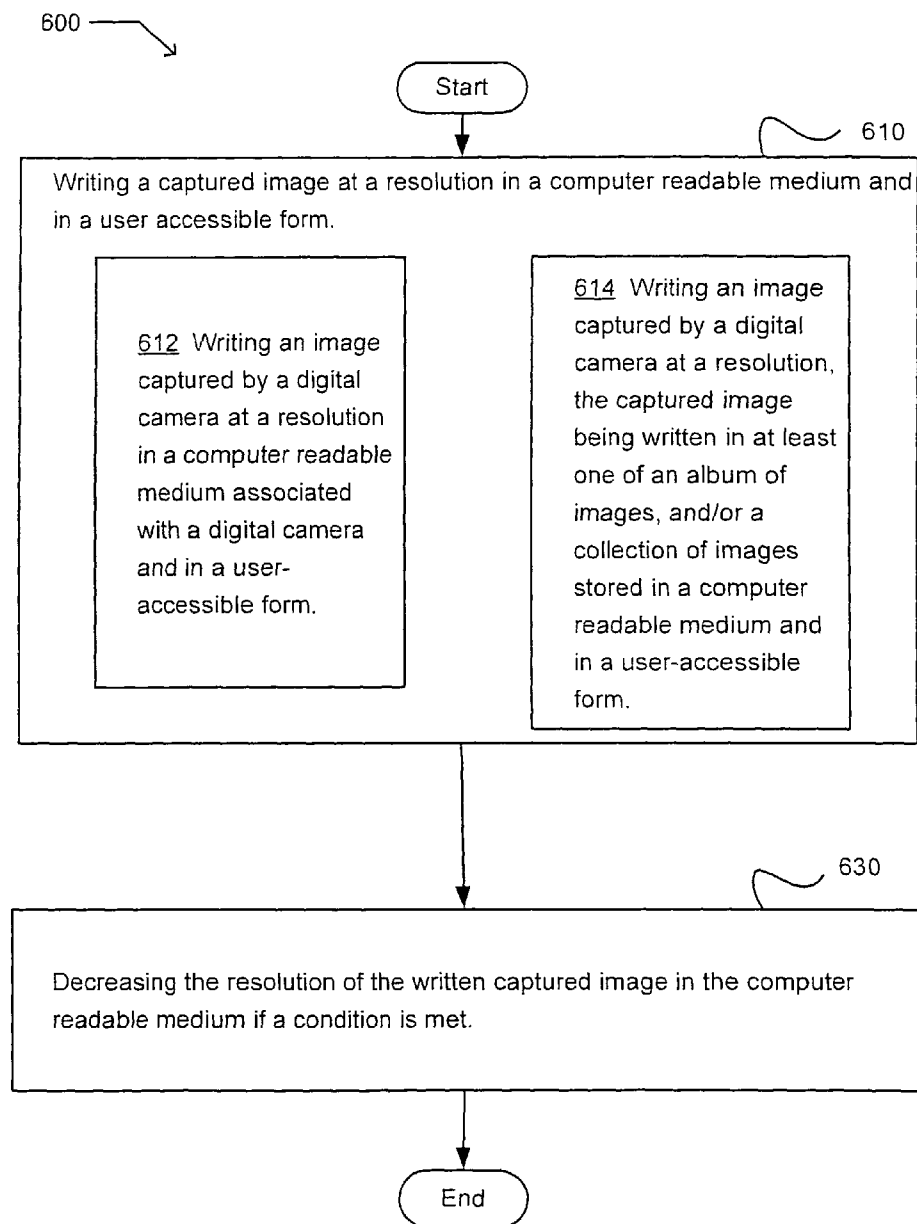 600
Start
610
Writing a captured image at a resolution in a computer readable medium and
in a user accessible form.
612 Writing an image
captured by a digital
camera at a resolution
in a computer readable
medium associated
with a digital camera
and in a user-
accessible form.
614 Writing an image
captured by a digital
camera at a resolution,
the captured image
being written in at least
one of an album of
images, and/or a
collection of images
stored in a computer
readable medium and
in a user-accessible
form.
630
Decreasing the resolution of the written captured image in the computer
readable medium if a condition is met.
End